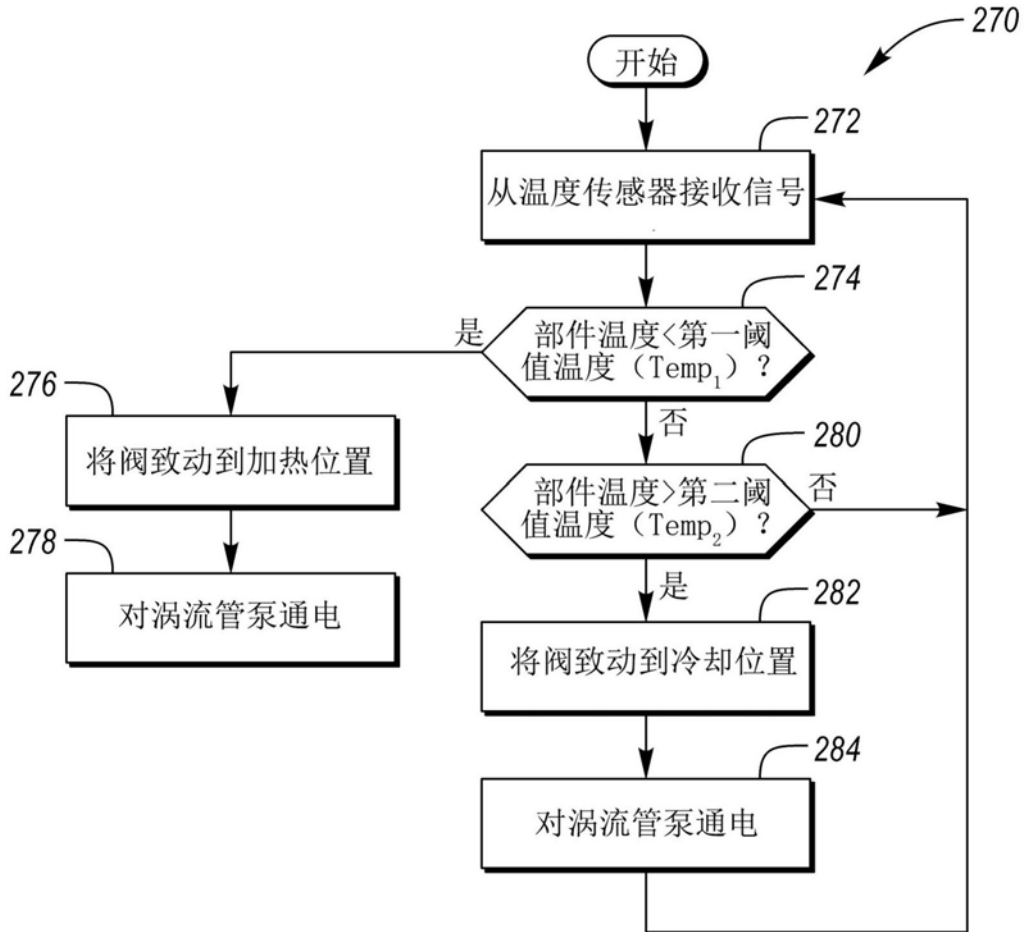 270
开始
272
从温度传感器接收信号
274
是
部件温度<第一阈
值温度（Temp₁）？
276
否
将阀致动到加热位置
280
部件温度>第二阈
值温度（Temp₂）？
否
278
是
对涡流管泵通电
282
将阀致动到冷却位置
284
对涡流管泵通电